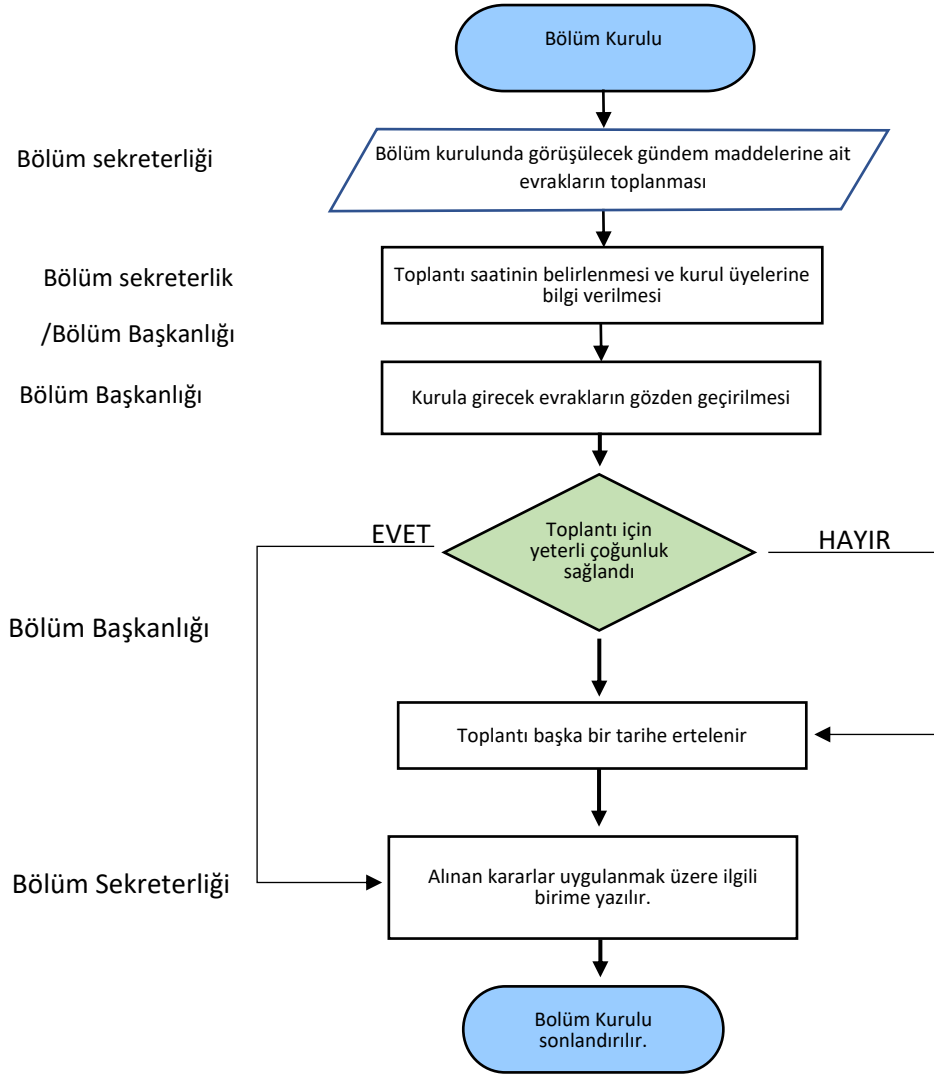 Bölüm Kurulu
Bölüm sekreterliği
Bölüm kurulunda görüşülecek gündem maddelerine ait
evrakların toplanması
Bölüm sekreterlik
/Bölüm Başkanlığı
Toplantı saatinin belirlenmesi ve kurul üyelerine
bilgi verilmesi
Bölüm Başkanlığı
Kurula girecek evrakların gözden geçirilmesi
EVET
Toplantı için
yeterli çoğunluk
sağlandı
HAYIR
Bölüm Başkanlığı
Toplantı başka bir tarihe ertelenir
Bölüm Sekreterliği
Alınan kararlar uygulanmak üzere ilgili
birime yazılır.
Bolüm Kurulu
sonlandırılır.